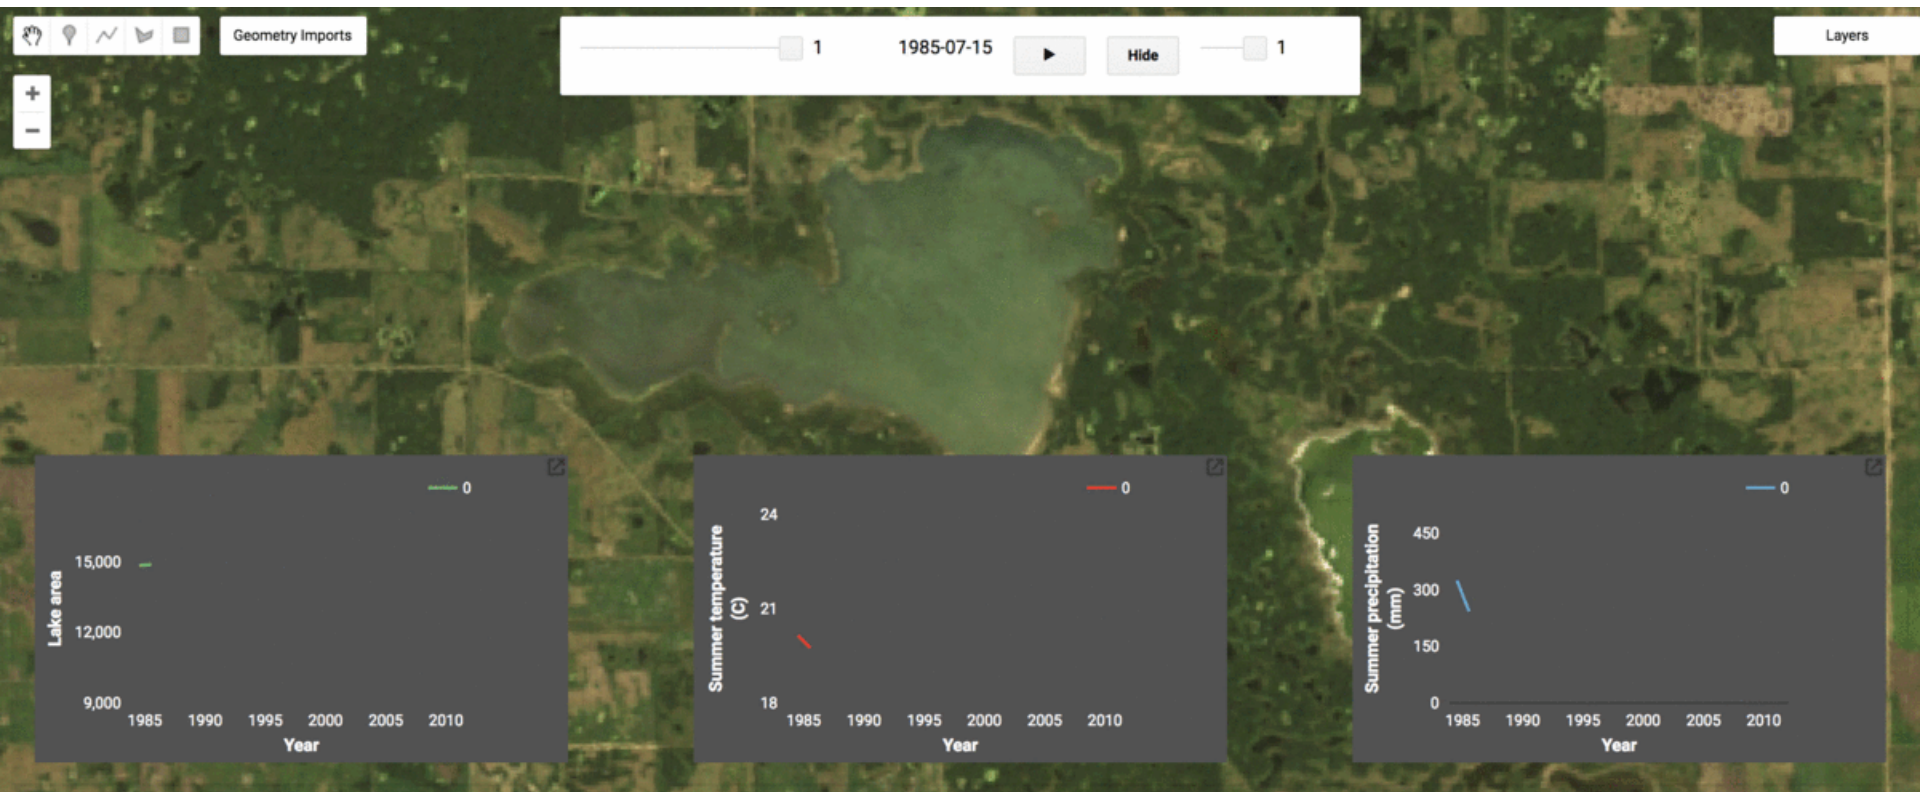 Geometry Imports
1
1985-07-15
Hide
1
Layers
+
−
0
Lake area
15,000
12,000
9,000
1985 1990 1995 2000 2005 2010
Year
0
Summer temperature
(C)
24
21
18
1985 1990 1995 2000 2005 2010
Year
0
Summer precipitation
(mm)
450
300
150
0
1985 1990 1995 2000 2005 2010
Year